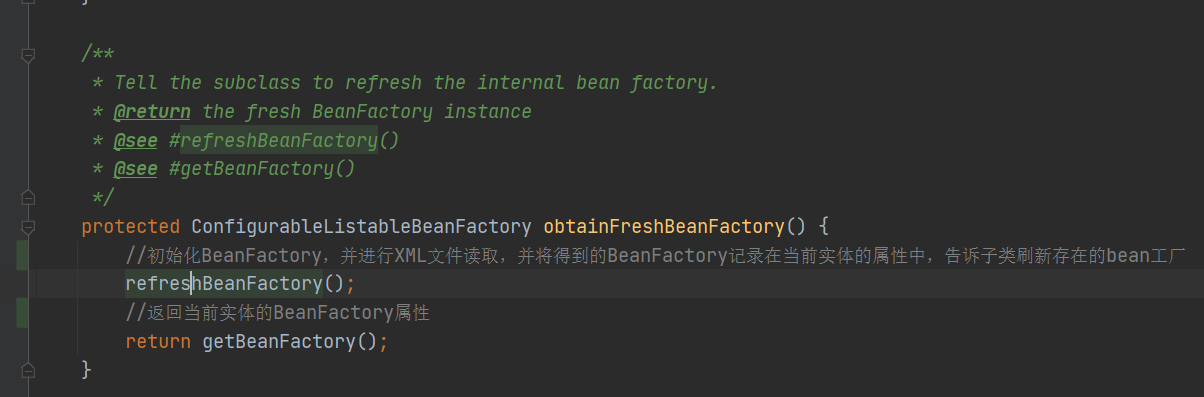 }
/**
* Tell the subclass to refresh the internal bean factory.
* @return the fresh BeanFactory instance
* @see #refreshBeanFactory()
* @see #getBeanFactory()
*/
protected ConfigurableListableBeanFactory obtainFreshBeanFactory() {
//初始化BeanFactory，并进行XML文件读取，并将得到的BeanFactory记录在当前实体的属性中，告诉子类刷新存在的bean工厂
refreshBeanFactory();
//返回当前实体的BeanFactory属性
return getBeanFactory();
}